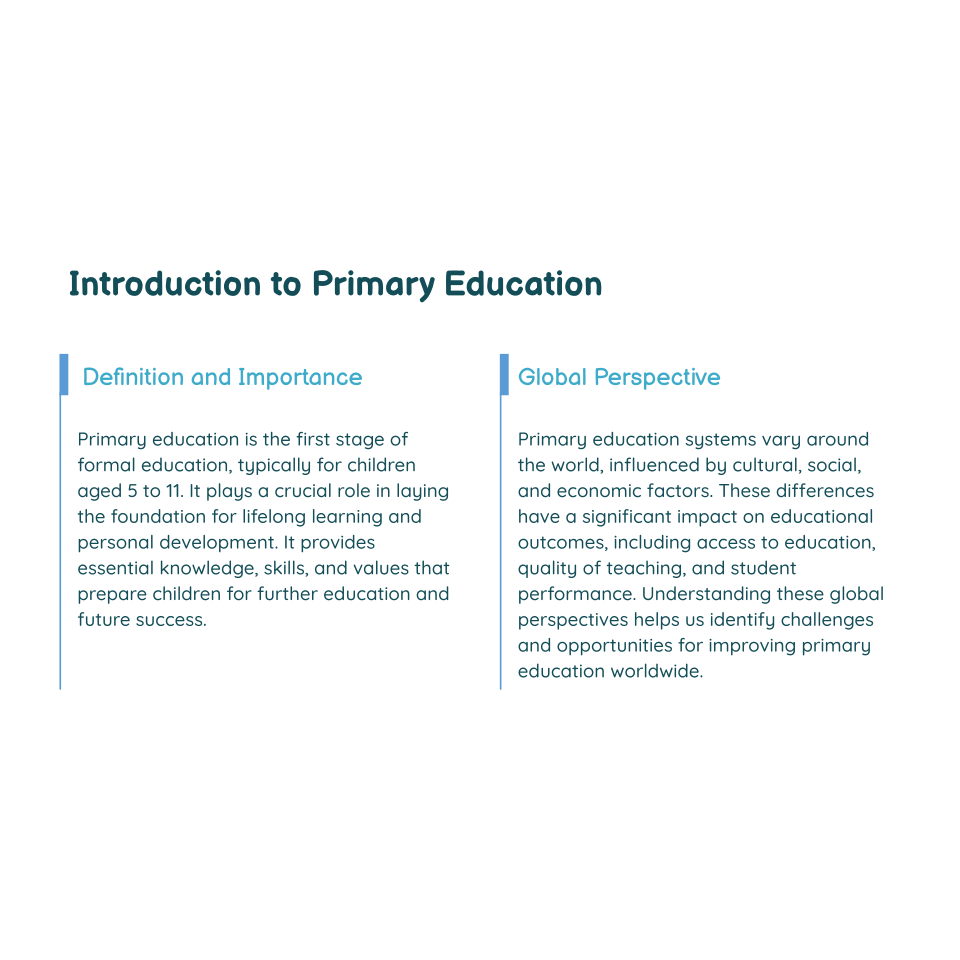 Introduction to Primary Education
Definition and Importance
Primary education is the first stage of
formal education, typically for children
aged 5 to 11. It plays a crucial role in laying
the foundation for lifelong learning and
personal development. It provides
essential knowledge, skills, and values that
prepare children for further education and
future success.
Global Perspective
Primary education systems vary around
the world, influenced by cultural, social,
and economic factors. These differences
have a significant impact on educational
outcomes, including access to education,
quality of teaching, and student
performance. Understanding these global
perspectives helps us identify challenges
and opportunities for improving primary
education worldwide.